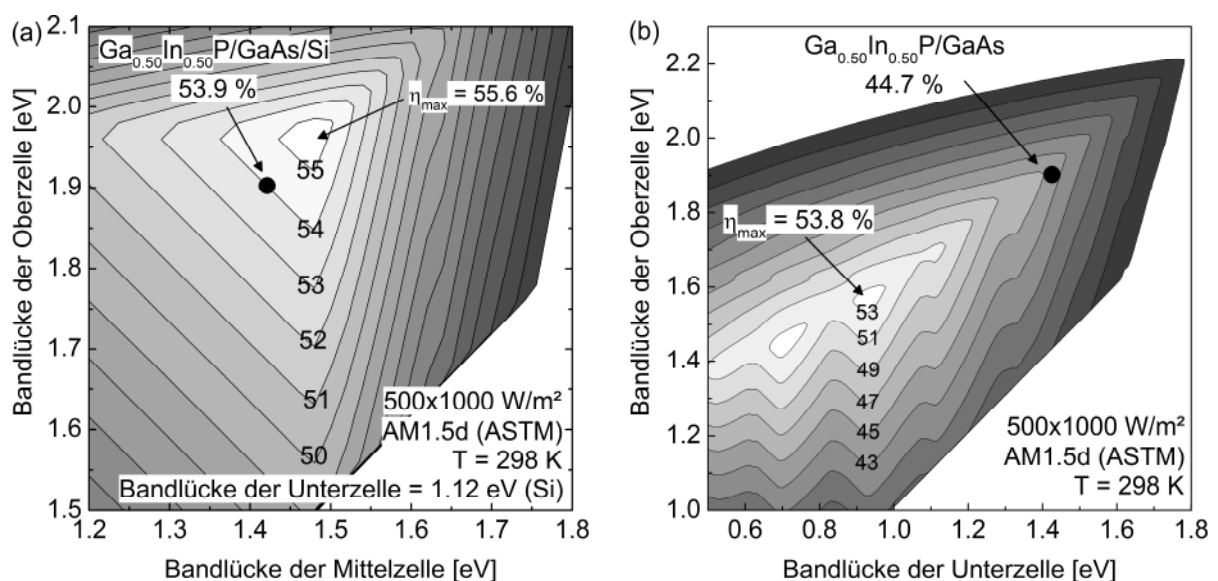 (a)
Ga0.50In0.50P/GaAs/Si
53.9 %
ηmax = 55.6 %
55
54
53
52
51
50
500x1000 W/m²
AM1.5d (ASTM)
T = 298 K
Bandlücke der Unterzelle = 1.12 eV (Si)
2.1
2.0
1.9
1.8
1.7
1.6
1.5
1.2 1.3 1.4 1.5 1.6 1.7 1.8
Bandlücke der Oberzelle [eV]
Bandlücke der Mittelzelle [eV]
(b)
Ga0.50In0.50P/GaAs
44.7 %
ηmax = 53.8 %
53
51
49
47
45
43
500x1000 W/m²
AM1.5d (ASTM)
T = 298 K
2.2
2.0
1.8
1.6
1.4
1.2
1.0
0.6 0.8 1.0 1.2 1.4 1.6 1.8
Bandlücke der Oberzelle [eV]
Bandlücke der Unterzelle [eV]